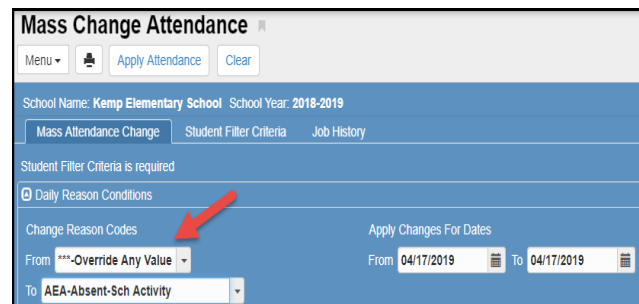 Mass Change Attendance
Menu Apply Attendance Clear
School Name: Kemp Elementary School School Year: 2018-2019
Mass Attendance Change Student Filter Criteria Job History
Student Filter Criteria is required
Daily Reason Conditions
Change Reason Codes Apply Changes For Dates
From ***-Override Any Value From 04/17/2019 To 04/17/2019
To AEA-Absent-Sch Activity